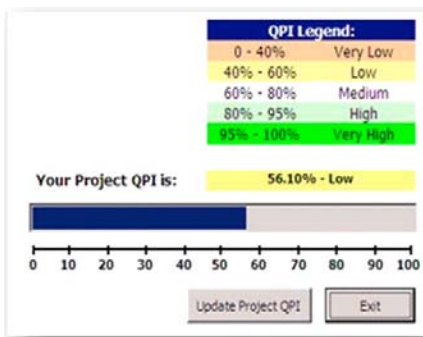 QPI Legend:
0 - 40% Very Low
40% - 60% Low
60% - 80% Medium
80% - 95% High
95% - 100% Very High
Your Project QPI is: 56.10% - Low
0 10 20 30 40 50 60 70 80 90 100
Update Project QPI Exit